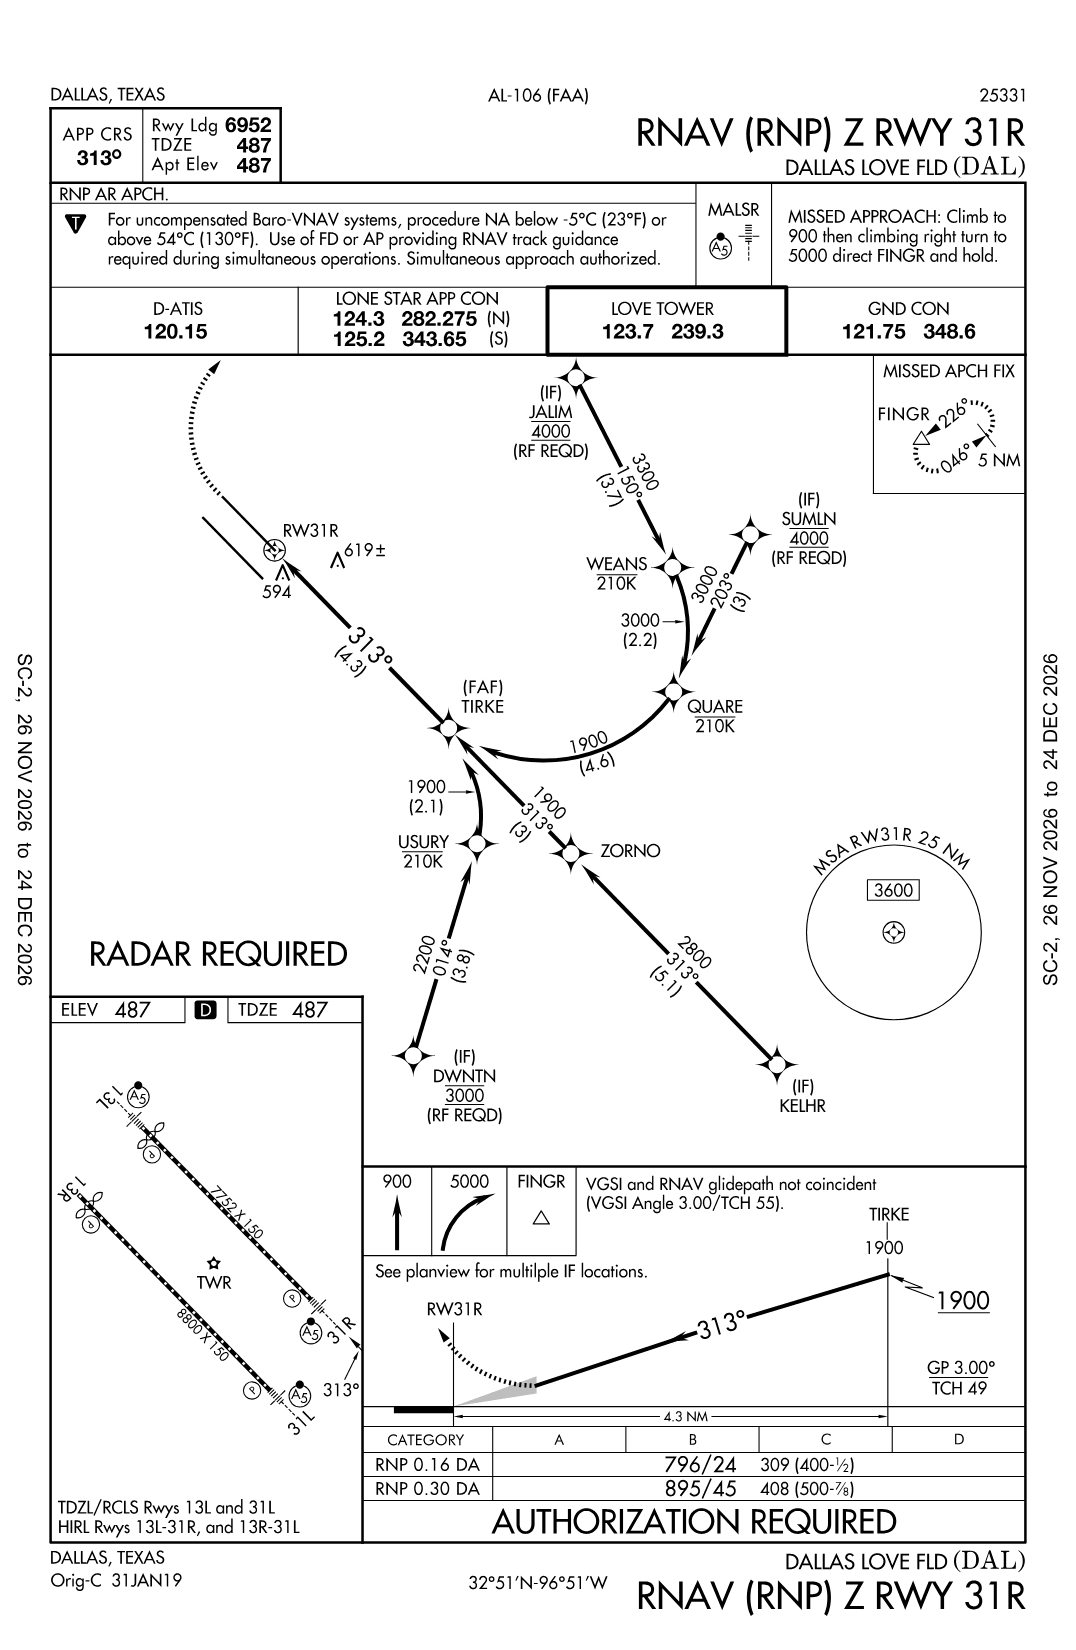 DALLAS, TEXAS
AL-106 (FAA)
25331
APP CRS
313°
Rwy Ldg 6952
TDZE 487
Apt Elev 487
RNAV (RNP) Z RWY 31R
DALLAS LOVE FLD (DAL)
RNP AR APCH.
T
For uncompensated Baro-VNAV systems, procedure NA below -5°C (23°F) or
above 54°C (130°F). Use of FD or AP providing RNAV track guidance
required during simultaneous operations. Simultaneous approach authorized.
MALSR
A5
MISSED APPROACH: Climb to
900 then climbing right turn to
5000 direct FINGR and hold.
D-ATIS
120.15
LONE STAR APP CON
124.3 282.275 (N)
125.2 343.65 (S)
LOVE TOWER
123.7 239.3
GND CON
121.75 348.6
MISSED APCH FIX
FINGR
226°
046°
5 NM
(IF)
JALIM
4000
(RF REQD)
3300
150°
(3.7)
(IF)
SUMLN
4000
(RF REQD)
3000
203°
(3)
WEANS
210K
3000
(2.2)
RW31R
619±
594
313°
(4.3)
(FAF)
TIRKE
QUARE
210K
1900
(4.6)
1900
(2.1)
1900
313°
(3)
USURY
210K
ZORNO
MSA RW31R 25 NM
3600
RADAR REQUIRED
2200
014°
(3.8)
2800
313°
(5.1)
(IF)
DWNTN
3000
(RF REQD)
(IF)
KELHR
SC-2, 26 NOV 2026 to 24 DEC 2026
SC-2, 26 NOV 2026 to 24 DEC 2026
ELEV 487
D
TDZE 487
13L
A5
P
13R
P
7752 X 150
TWR
8800 X 150
P
31R
A5
313°
P
A5
31L
TDZL/RCLS Rwys 13L and 31L
HIRL Rwys 13L-31R, and 13R-31L
900
5000
FINGR
VGSI and RNAV glidepath not coincident
(VGSI Angle 3.00/TCH 55).
See planview for multilple IF locations.
TIRKE
1900
RW31R
313°
1900
GP 3.00°
TCH 49
4.3 NM
CATEGORY A B C D
RNP 0.16 DA 796/24 309 (400-½)
RNP 0.30 DA 895/45 408 (500-⅞)
AUTHORIZATION REQUIRED
DALLAS, TEXAS
Orig-C 31JAN19
32°51'N-96°51'W
DALLAS LOVE FLD (DAL)
RNAV (RNP) Z RWY 31R